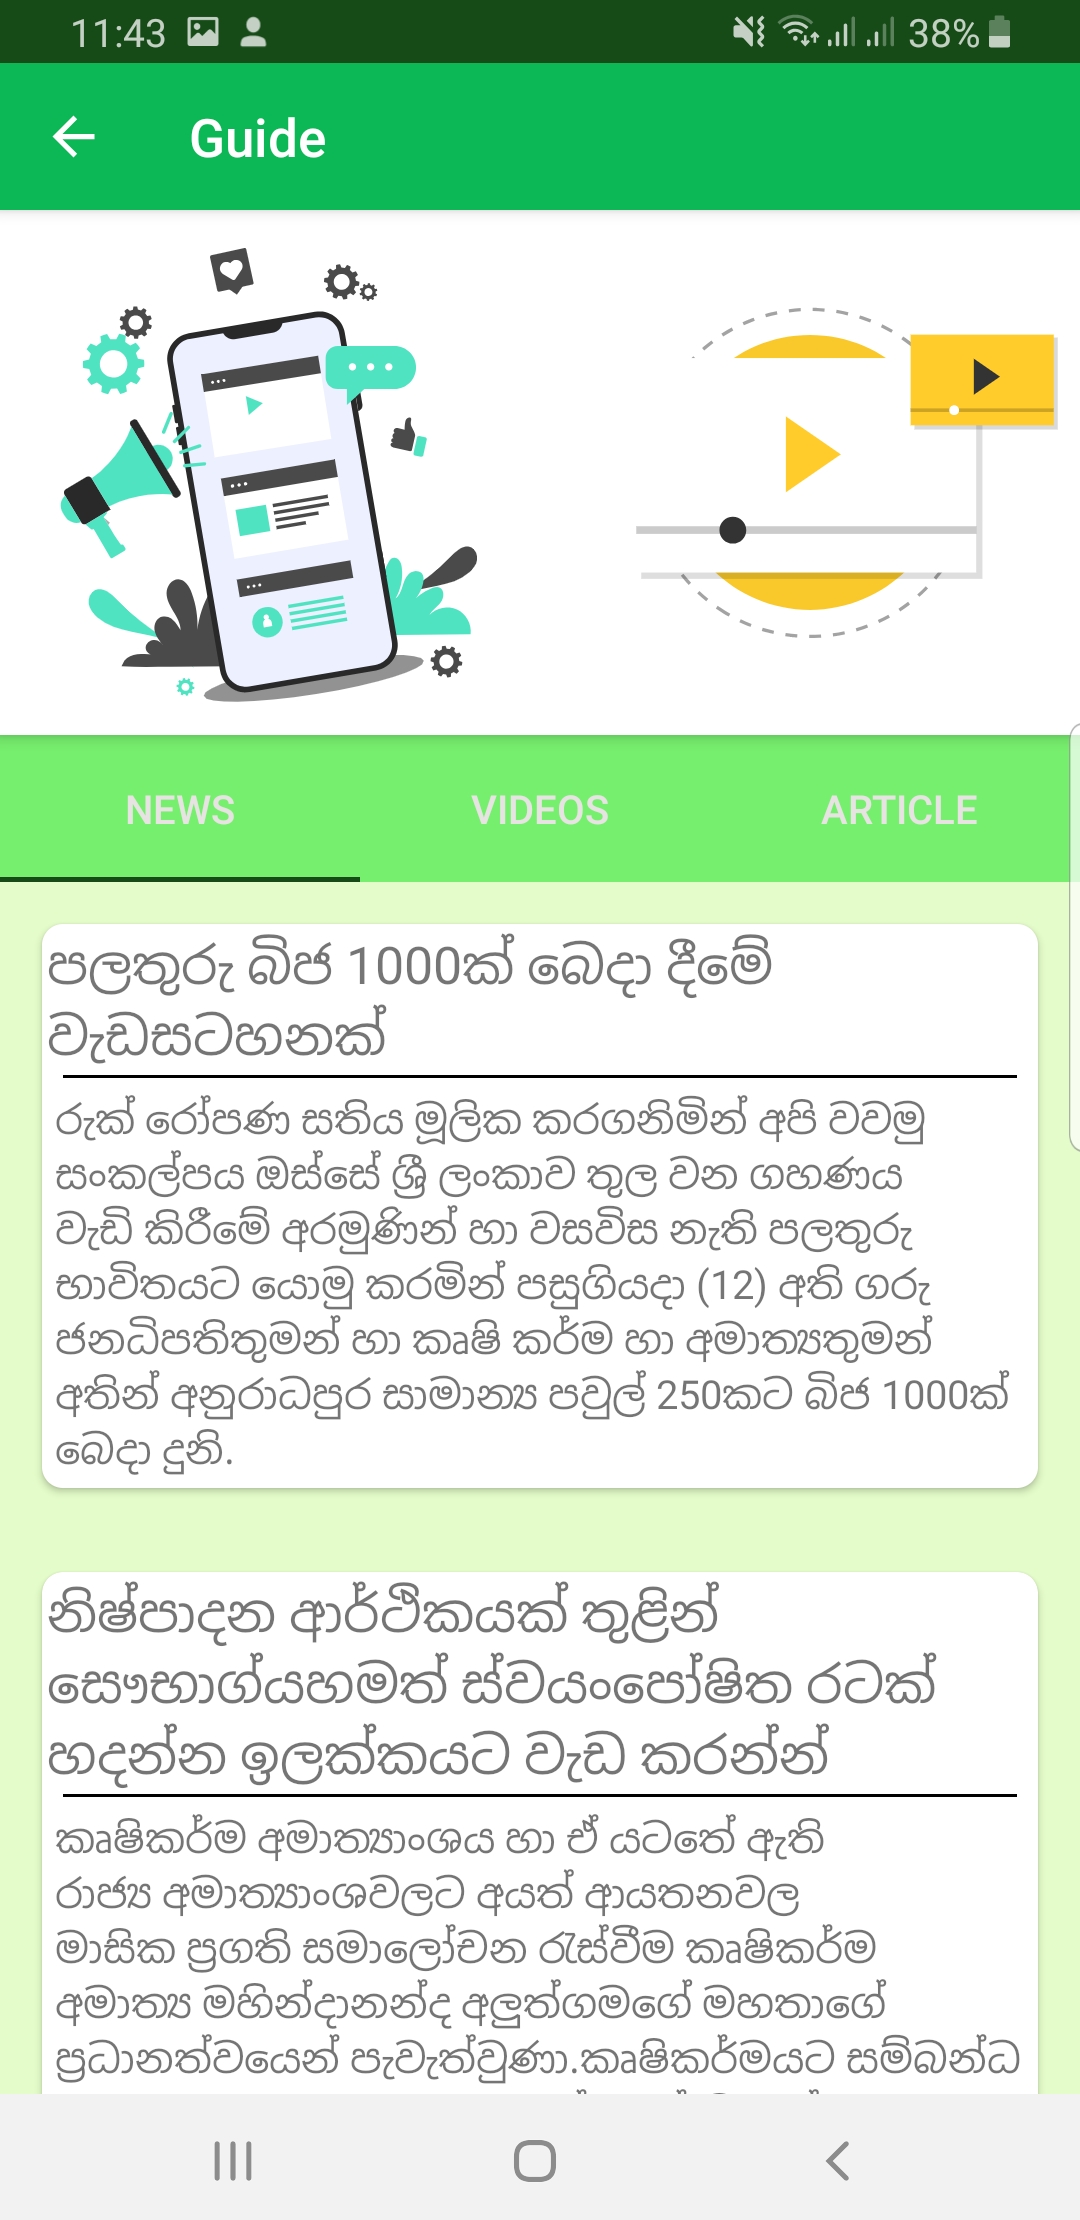 11:43
38%
Guide
NEWS
VIDEOS
ARTICLE
පලතුරු බීජ 1000ක් බෙදා දීමේ
වැඩසටහනක්
රුක් රෝපණ සතිය මූලික කරගනිමින් අපි වවමු
සංකල්පය ඔස්සේ ශ්‍රී ලංකාව තුල වන ගහණය
වැඩි කිරීමේ අරමුණින් හා වසවිස නැති පලතුරු
භාවිතයට යොමු කරමින් පසුගියදා (12) අති ගරු
ජනධිපතිතුමන් හා කෘෂි කර්ම හා අමාත්‍යතුමන්
අතින් අනුරාධපුර සාමාන්‍ය පවුල් 250කට බීජ 1000ක්
බෙදා දුනි.
නිෂ්පාදන ආර්ථිකයක් තුළින්
සෞභාග්යහමත් ස්වයංපෝෂිත රටක්
හදන්න ඉලක්කයට වැඩ කරන්න්
කෘෂිකර්ම අමාත්‍යාංශය හා ඒ යටතේ ඇති
රාජ්‍ය අමාත්‍යාංශවලට අයත් ආයතනවල
මාසික ප්‍රගති සමාලෝචන රැස්වීම කෘෂිකර්ම
අමාත්‍ය මහින්දානන්ද අලුත්ගමගේ මහතාගේ
ප්‍රධානත්වයෙන් පැවැත්වුණා.කෘෂිකර්මයට සම්බන්ධ